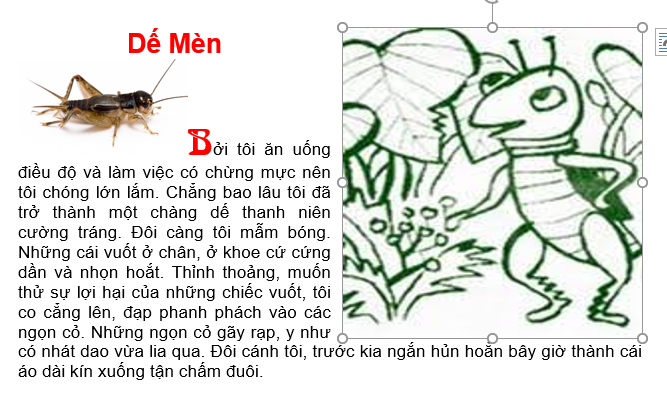 Dế Mèn
Bởi tôi ăn uống
điều độ và làm việc có chừng mực nên
tôi chóng lớn lắm. Chẳng bao lâu tôi đã
trở thành một chàng dế thanh niên
cường tráng. Đôi càng tôi mẫm bóng.
Những cái vuốt ở chân, ở khoe cứ cứng
dần và nhọn hoắt. Thỉnh thoảng, muốn
thử sự lợi hại của những chiếc vuốt, tôi
co cẳng lên, đạp phanh phách vào các
ngọn cỏ. Những ngọn cỏ gãy rạp, y như
có nhát dao vừa lia qua. Đôi cánh tôi, trước kia ngắn hủn hoẳn bây giờ thành cái
áo dài kín xuống tận chấm đuôi.